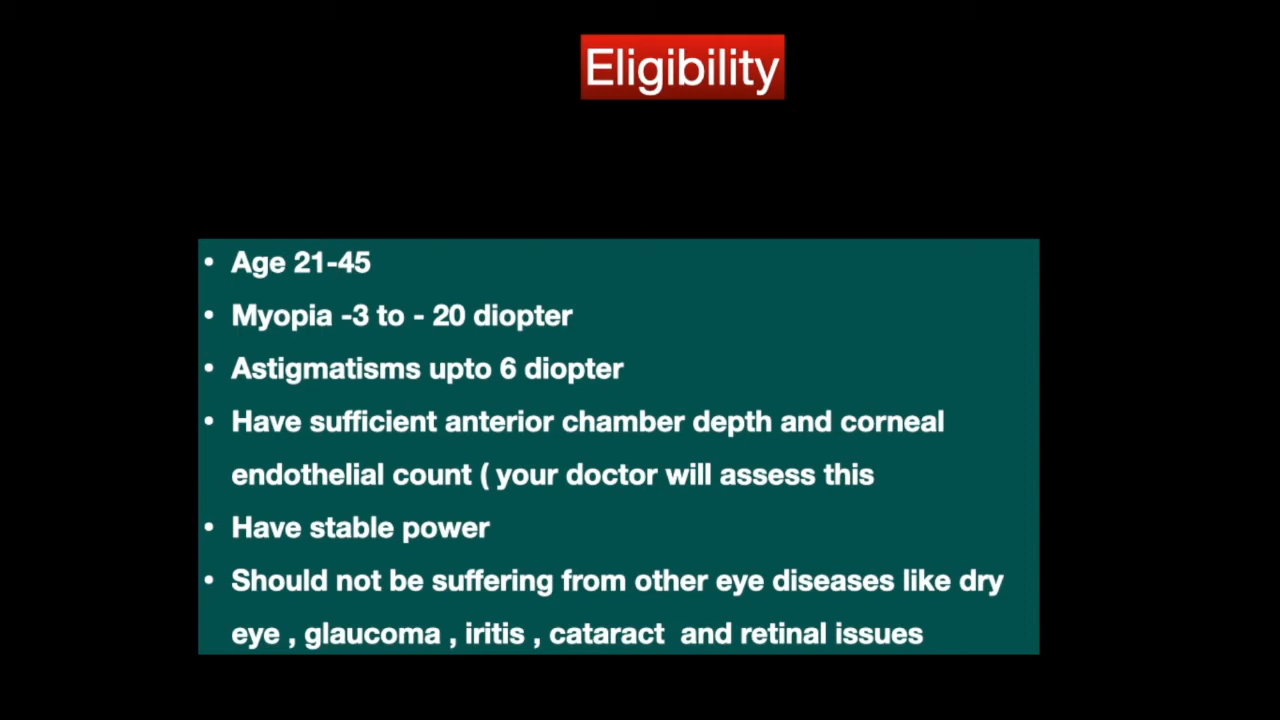 Eligibility
• Age 21-45
• Myopia -3 to - 20 diopter
• Astigmatisms upto 6 diopter
• Have sufficient anterior chamber depth and corneal
endothelial count ( your doctor will assess this
• Have stable power
• Should not be suffering from other eye diseases like dry
eye , glaucoma , iritis , cataract  and retinal issues